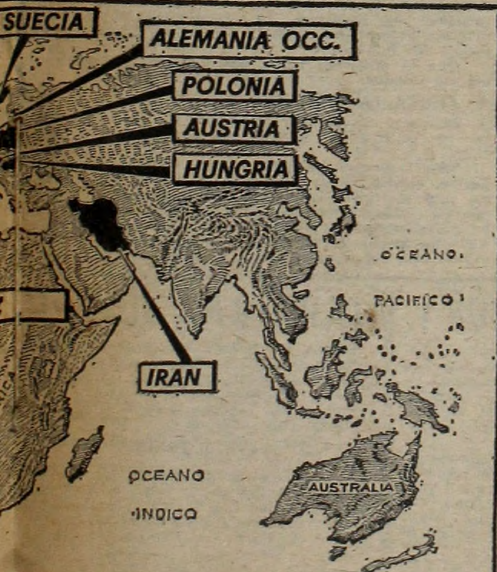 SUECIA
ALEMANIA OCC.
POLONIA
AUSTRIA
HUNGRIA
OCEANO
PACIFICO
IRAN
OCEANO
INDICO
AUSTRALIA